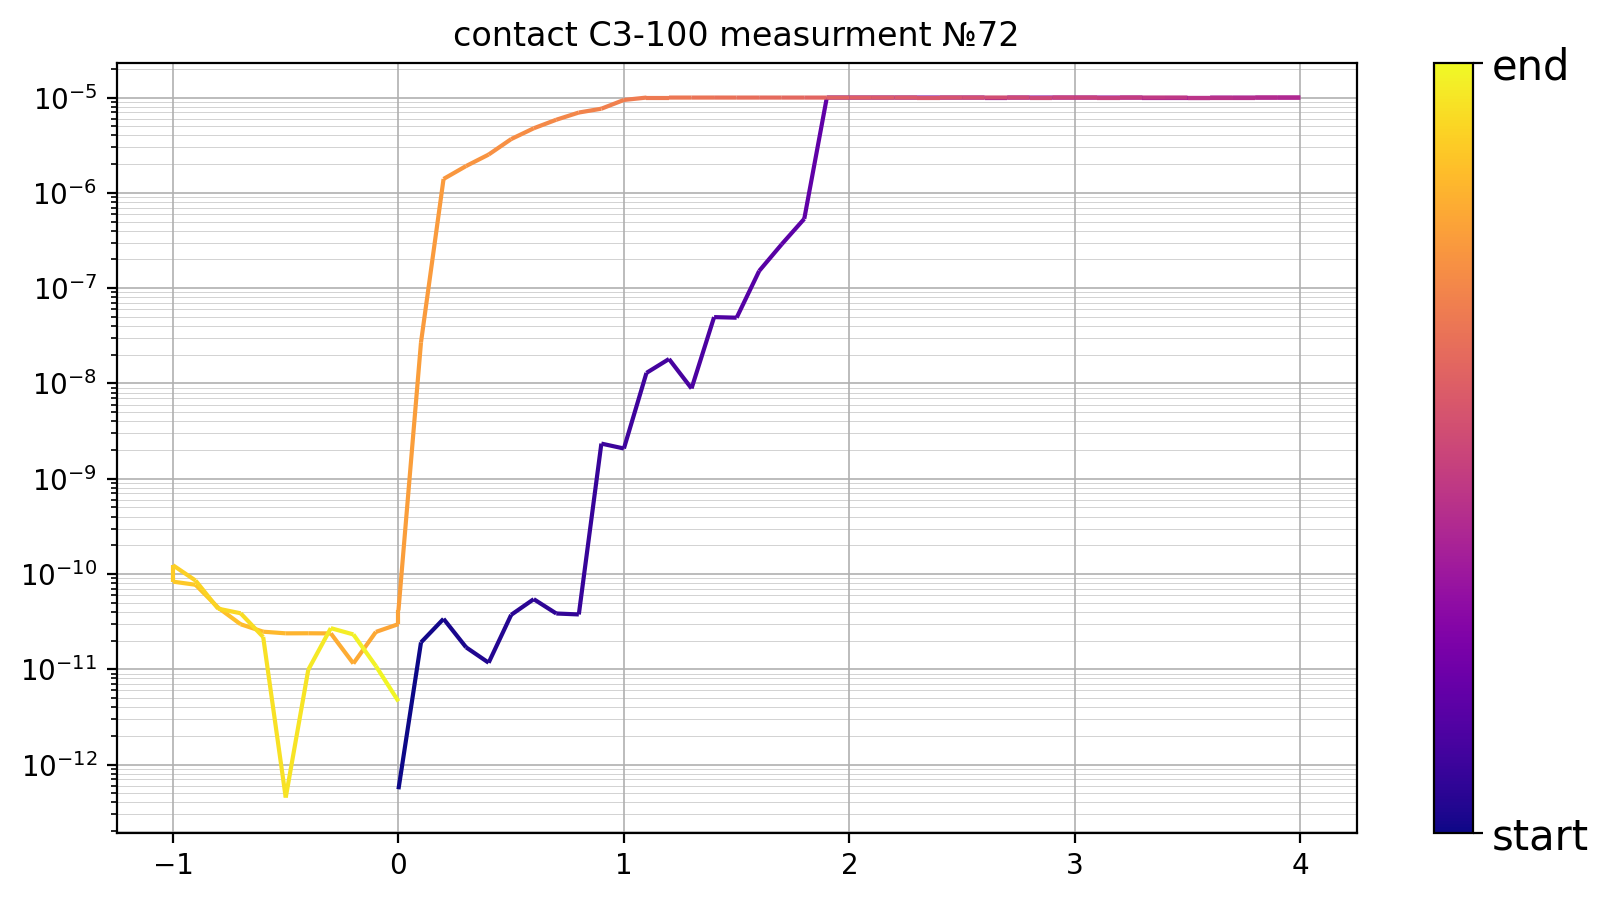 contact C3-100 measurment №72
end
10⁻⁵
10⁻⁶
10⁻⁷
10⁻⁸
10⁻⁹
10⁻¹⁰
10⁻¹¹
10⁻¹²
start
−1 0 1 2 3 4